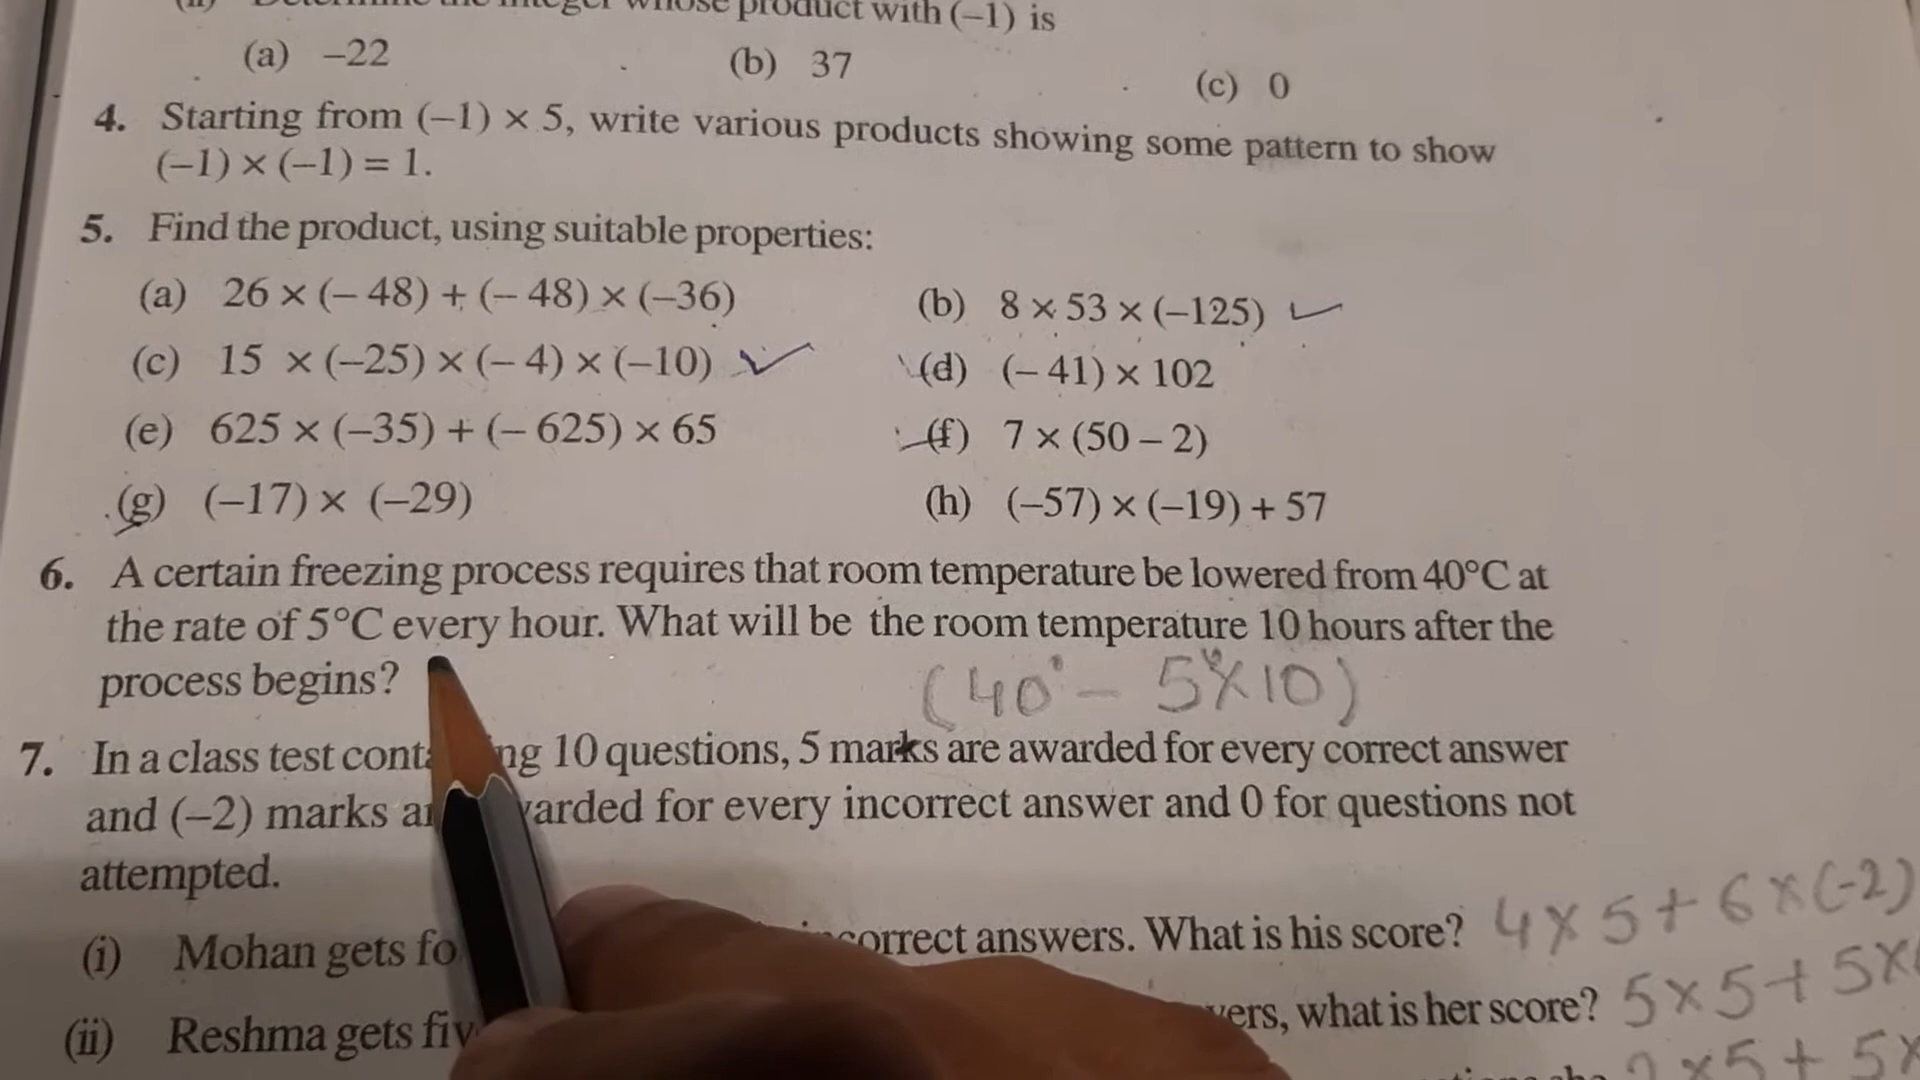 whose product with (–1) is
(a) –22 (b) 37 (c) 0
4. Starting from (–1) × 5, write various products showing some pattern to show
(–1) × (–1) = 1.
5. Find the product, using suitable properties:
(a) 26 × (– 48) + (– 48) × (–36) (b) 8 × 53 × (–125)
(c) 15 × (–25) × (– 4) × (–10) (d) (– 41) × 102
(e) 625 × (–35) + (– 625) × 65 (f) 7 × (50 – 2)
(g) (–17) × (–29) (h) (–57) × (–19) + 57
6. A certain freezing process requires that room temperature be lowered from 40°C at
the rate of 5°C every hour. What will be the room temperature 10 hours after the
process begins?
(40° – 5° × 10)
7. In a class test 10 questions, 5 marks are awarded for every correct answer
and (–2) marks for every incorrect answer and 0 for questions not
attempted.
(i) Mohan gets answers. What is his score? 4 × 5 + 6 × (-2)
(ii) Reshma gets what is her score? 5 × 5 + 5 ×
× 5 + 5 ×